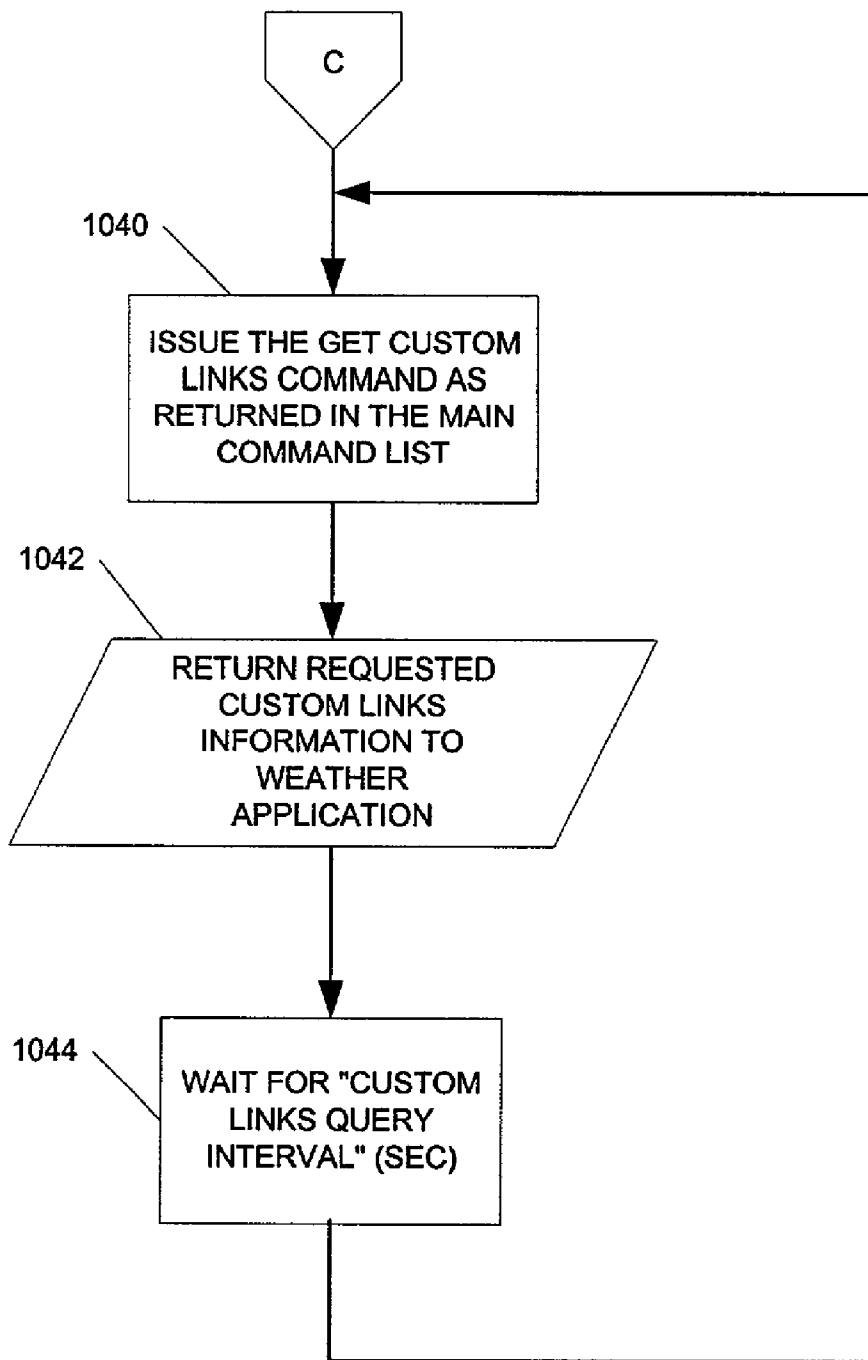 C
1040
ISSUE THE GET CUSTOM
LINKS COMMAND AS
RETURNED IN THE MAIN
COMMAND LIST
1042
RETURN REQUESTED
CUSTOM LINKS
INFORMATION TO
WEATHER
APPLICATION
1044
WAIT FOR "CUSTOM
LINKS QUERY
INTERVAL" (SEC)